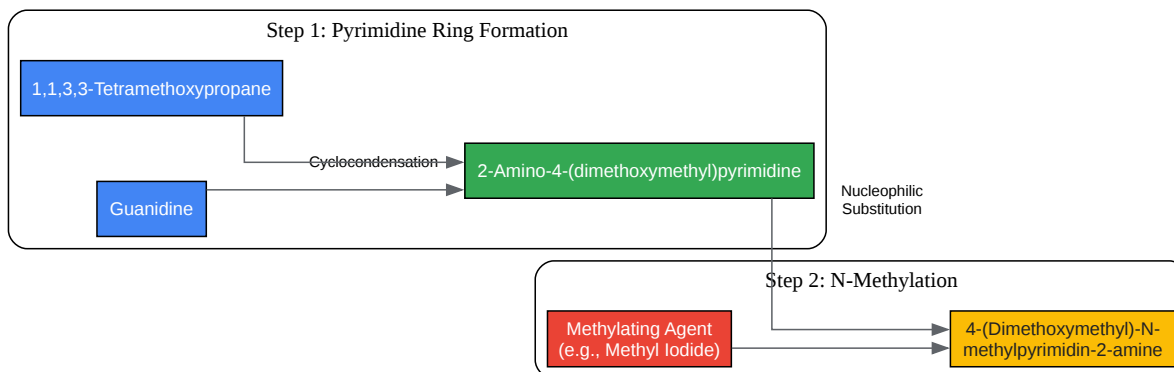 Step 1: Pyrimidine Ring Formation
1,1,3,3-Tetramethoxypropane
Cyclocondensation
2-Amino-4-(dimethoxymethyl)pyrimidine
Guanidine
Nucleophilic
Substitution
Step 2: N-Methylation
Methylating Agent
(e.g., Methyl Iodide)
4-(Dimethoxymethyl)-N-
methylpyrimidin-2-amine